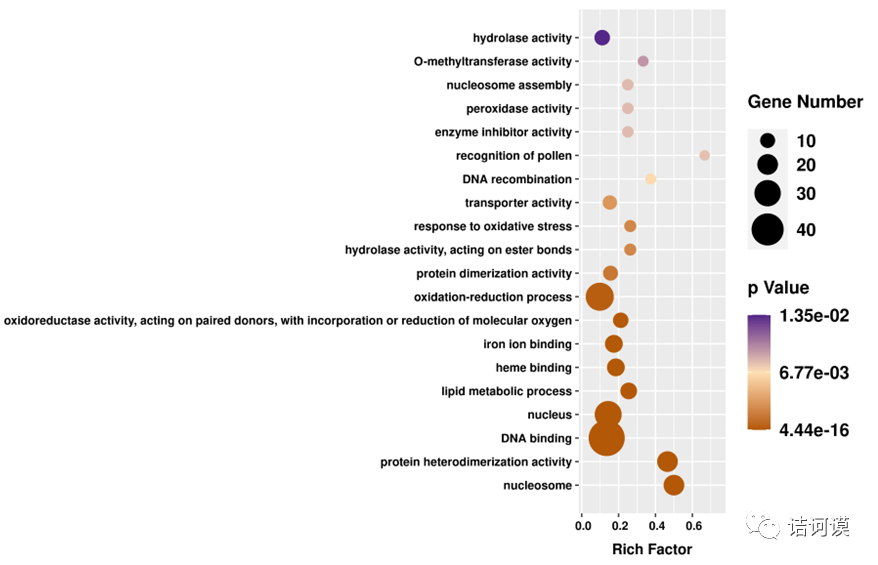 hydrolase activity
O-methyltransferase activity
nucleosome assembly
peroxidase activity
enzyme inhibitor activity
recognition of pollen
DNA recombination
transporter activity
response to oxidative stress
hydrolase activity, acting on ester bonds
protein dimerization activity
oxidation-reduction process
oxidoreductase activity, acting on paired donors, with incorporation or reduction of molecular oxygen
iron ion binding
heme binding
lipid metabolic process
nucleus
DNA binding
protein heterodimerization activity
nucleosome
0.0 0.2 0.4 0.6
Rich Factor
Gene Number
10
20
30
40
p Value
1.35e-02
6.77e-03
4.44e-16
诘诃谟